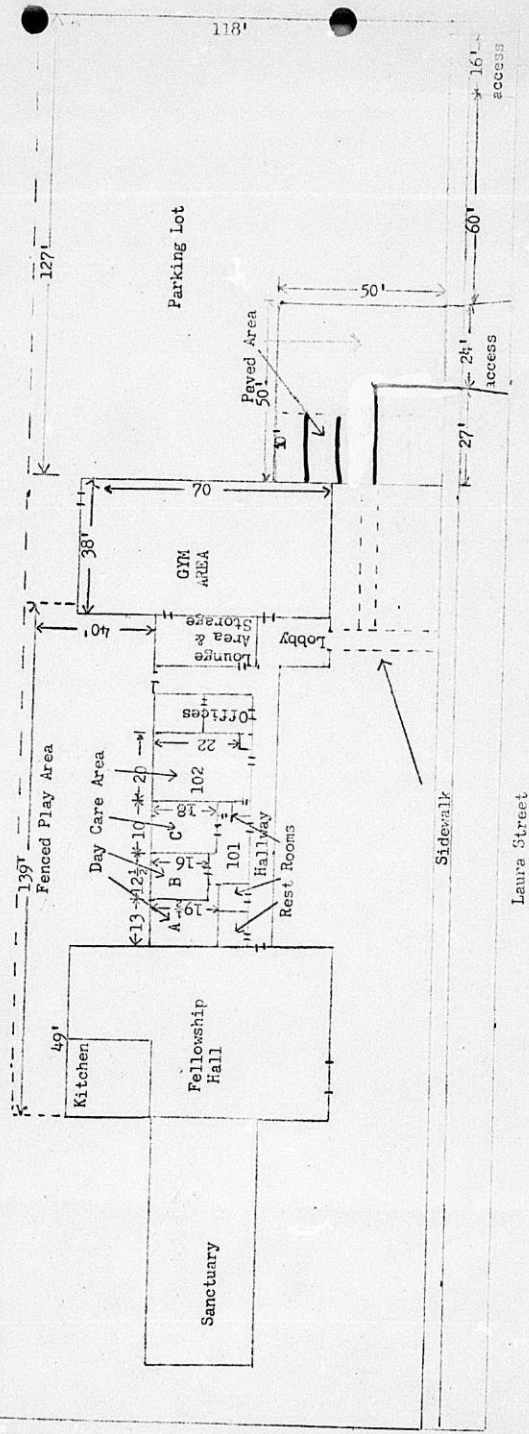 118'
127'
16'
access
Parking Lot
60'
50'
Paved Area
50'
24'
access
27'
38'
70
GYM
AREA
40'
Lounge
Area &
Storage
Lobby
139'
Fenced Play Area
Day Care Area
Offices
22
20
102
10
C
18
12½
B
16
101
Hallway
13
A
19
Rest Rooms
49'
Kitchen
Fellowship
Hall
Sanctuary
Sidewalk
Laura Street